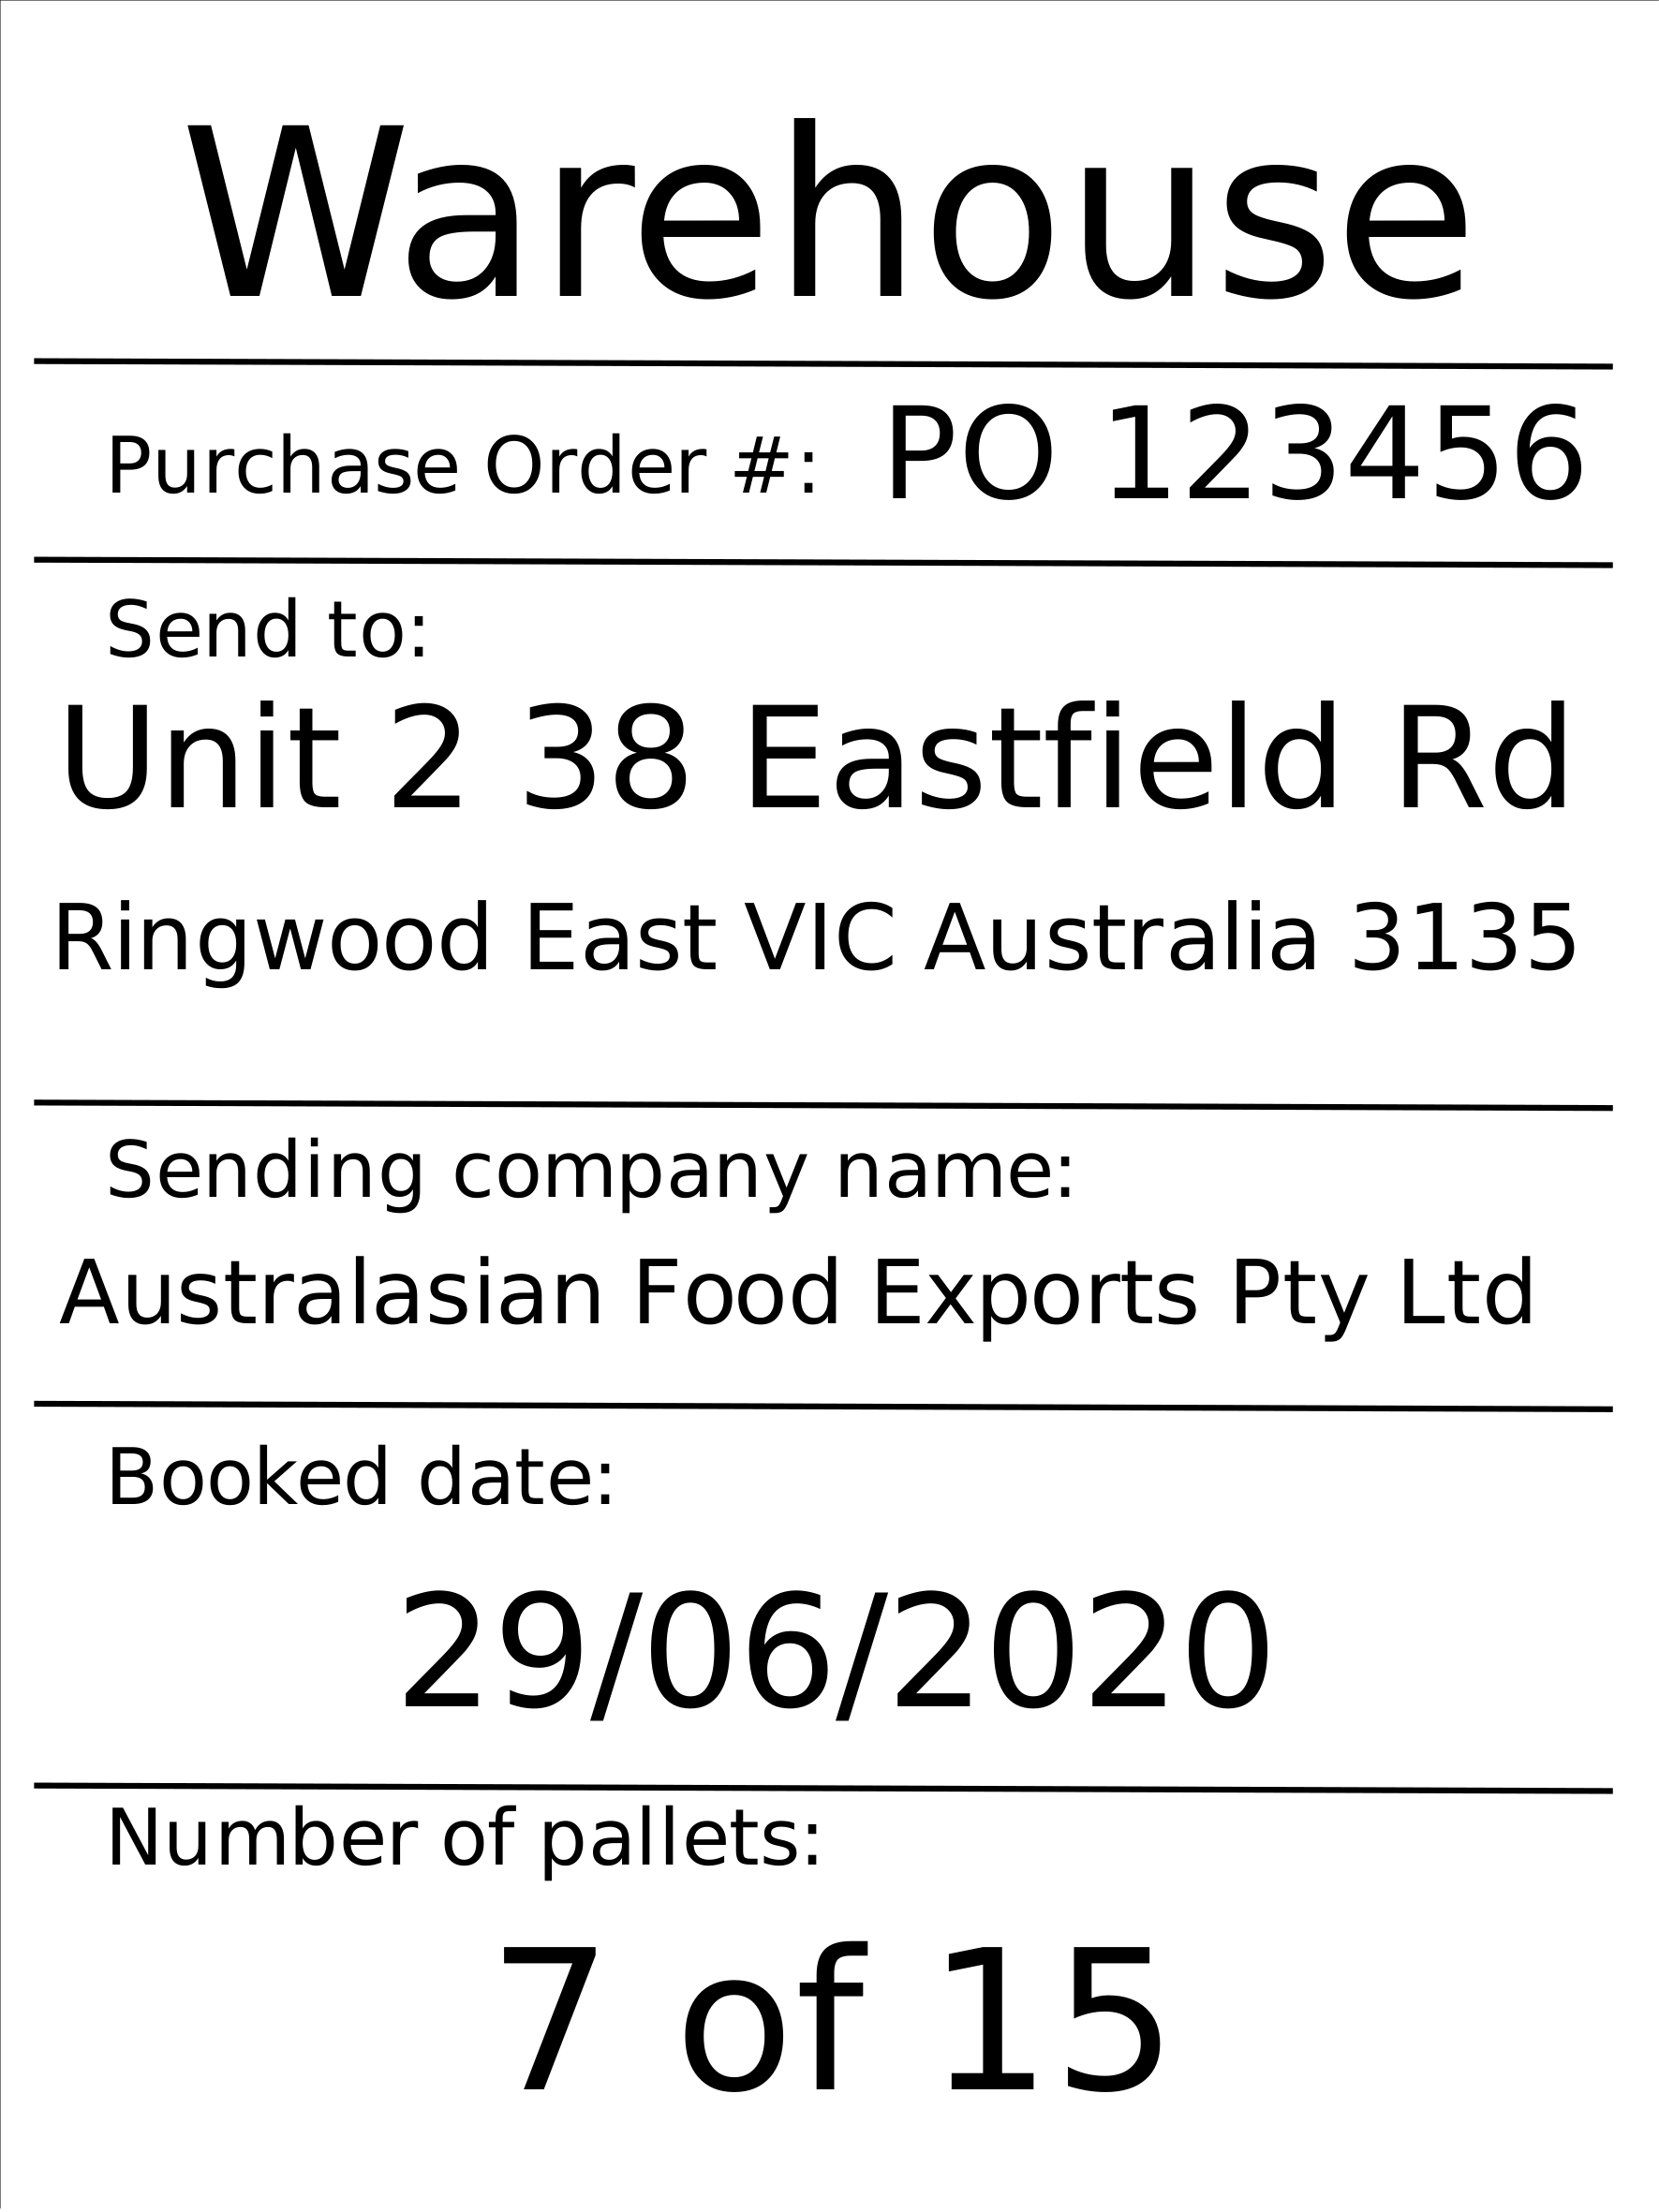 Warehouse
Purchase Order #: PO 123456
Send to:
Unit 2 38 Eastfield Rd
Ringwood East VIC Australia 3135
Sending company name:
Australasian Food Exports Pty Ltd
Booked date:
29/06/2020
Number of pallets:
7 of 15